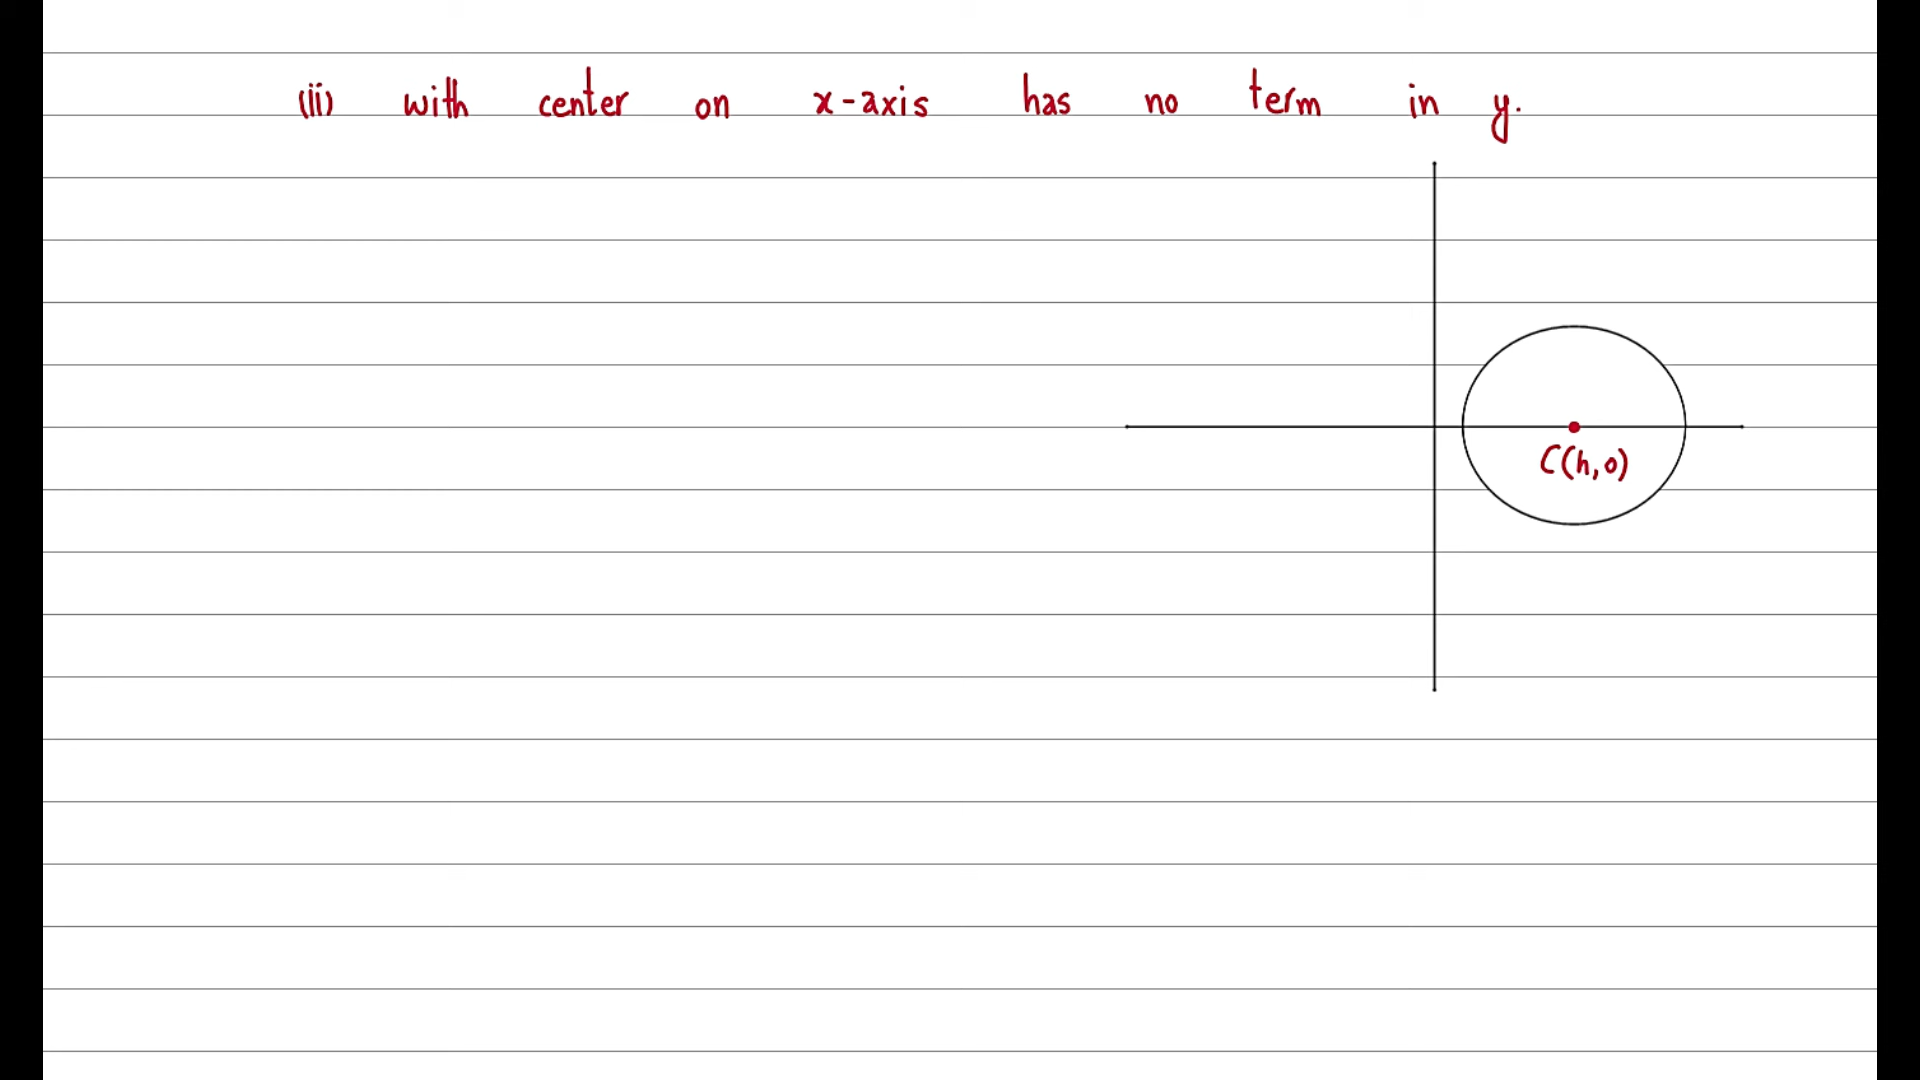 (ii) with center on x-axis has no term in y.
C(h,0)